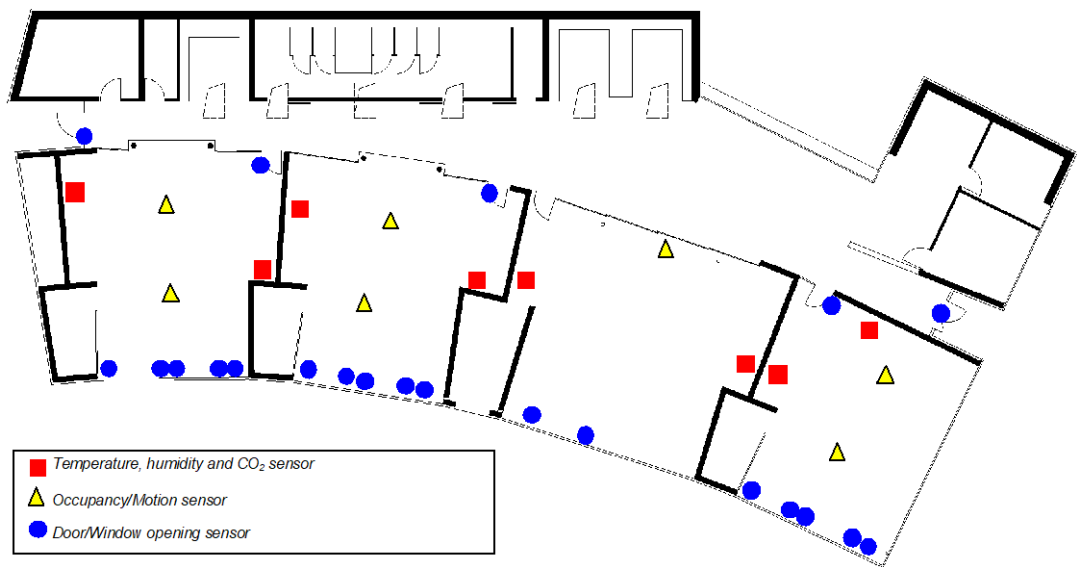 Temperature, humidity and CO₂ sensor
Occupancy/Motion sensor
Door/Window opening sensor